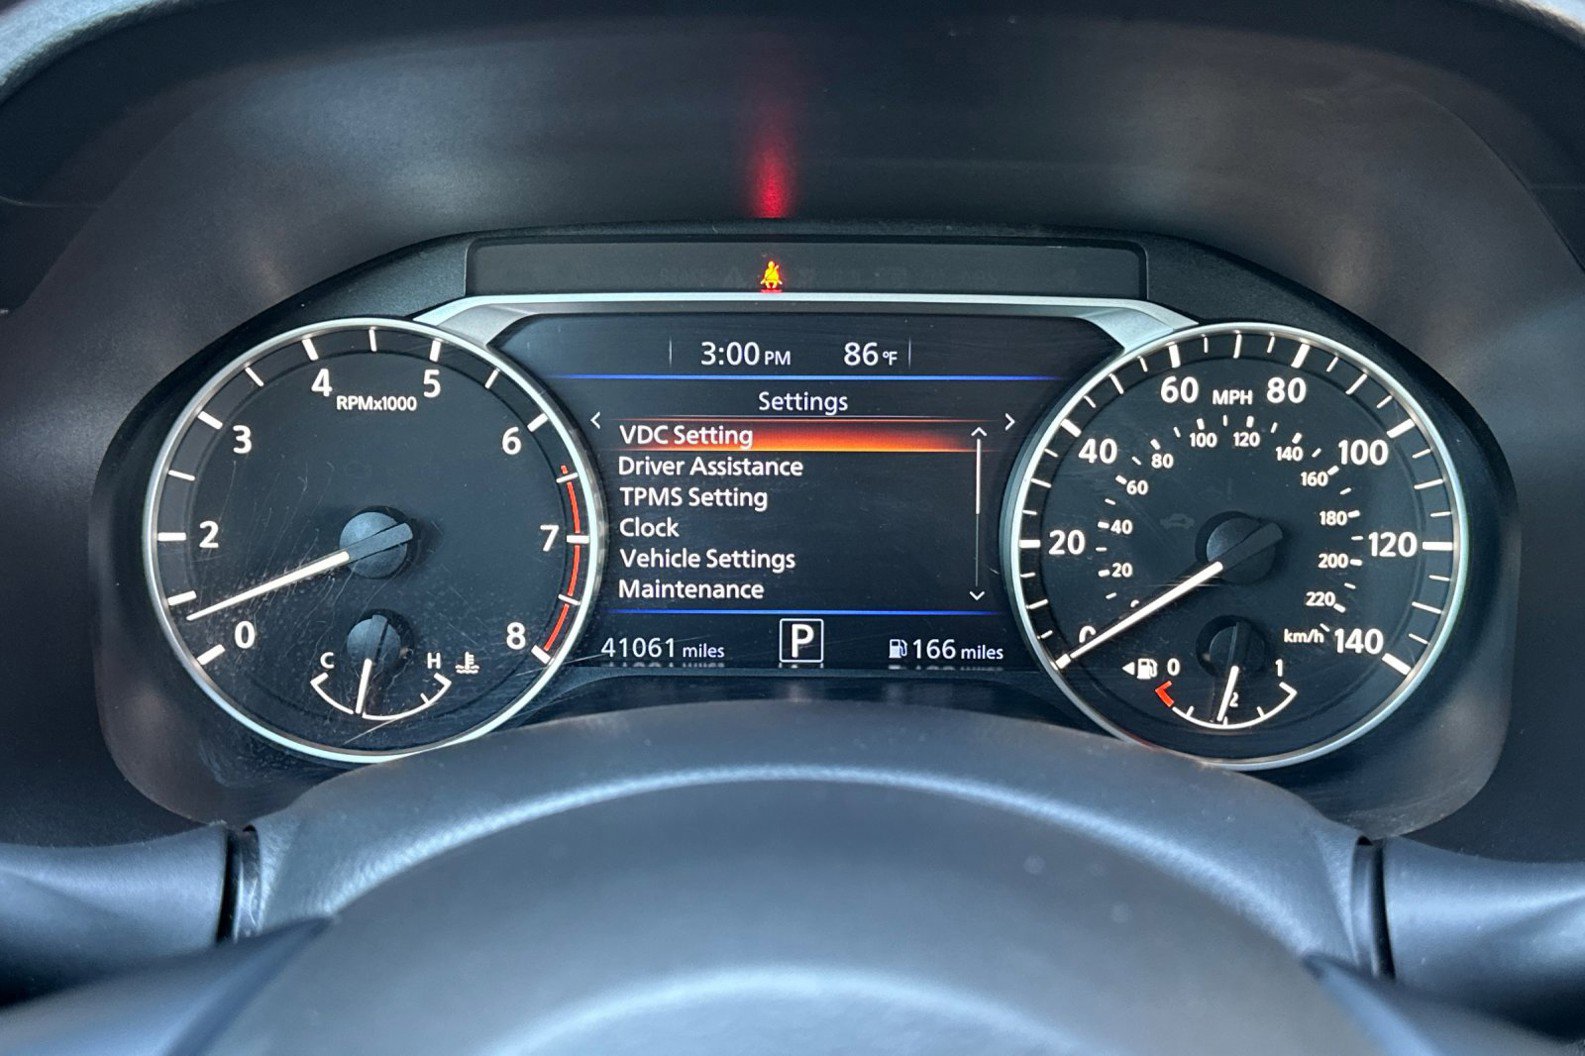 3:00 PM 86 °F
Settings
VDC Setting
Driver Assistance
TPMS Setting
Clock
Vehicle Settings
Maintenance
41061 miles P 166 miles
0 2 3 4 5 6 7 8
RPMx1000
C H
0 20 40 60 80 100 120 140
MPH
20 40 60 80 100 120 140 160 180 200 220
km/h
0 1